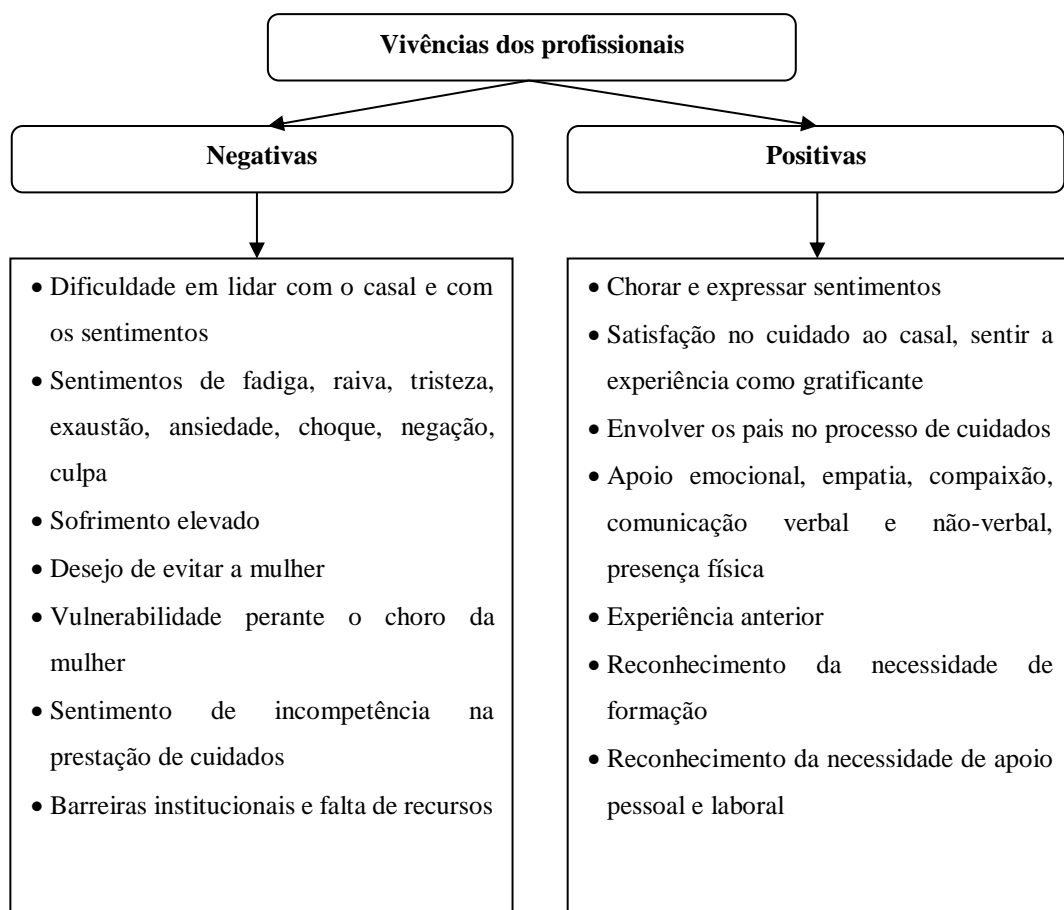 Vivências dos profissionais
Negativas
• Dificuldade em lidar com o casal e com
os sentimentos
• Sentimentos de fadiga, raiva, tristeza,
exaustão, ansiedade, choque, negação,
culpa
• Sofrimento elevado
• Desejo de evitar a mulher
• Vulnerabilidade perante o choro da
mulher
• Sentimento de incompetência na
prestação de cuidados
• Barreiras institucionais e falta de recursos
Positivas
• Chorar e expressar sentimentos
• Satisfação no cuidado ao casal, sentir a
experiência como gratificante
• Envolver os pais no processo de cuidados
• Apoio emocional, empatia, compaixão,
comunicação verbal e não-verbal,
presença física
• Experiência anterior
• Reconhecimento da necessidade de
formação
• Reconhecimento da necessidade de apoio
pessoal e laboral